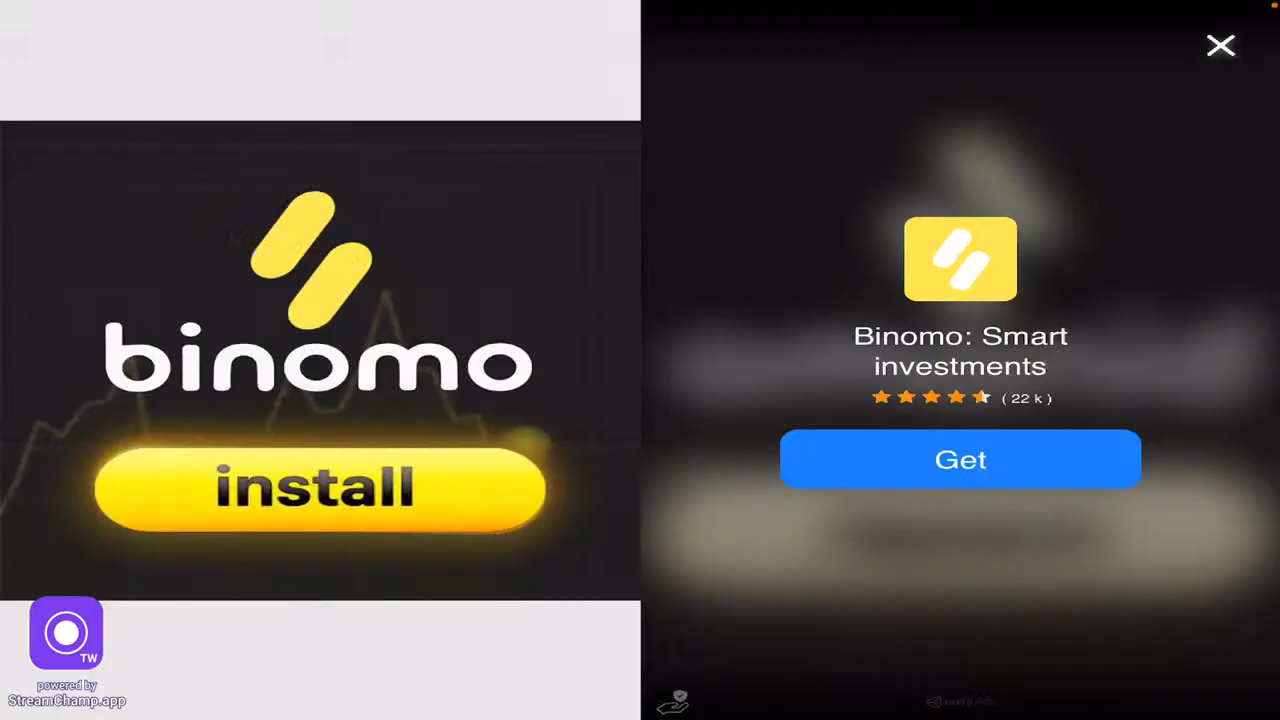 binomo
install
TW
powered by
StreamChamp.app
Binomo: Smart
investments
( 22 k )
Get